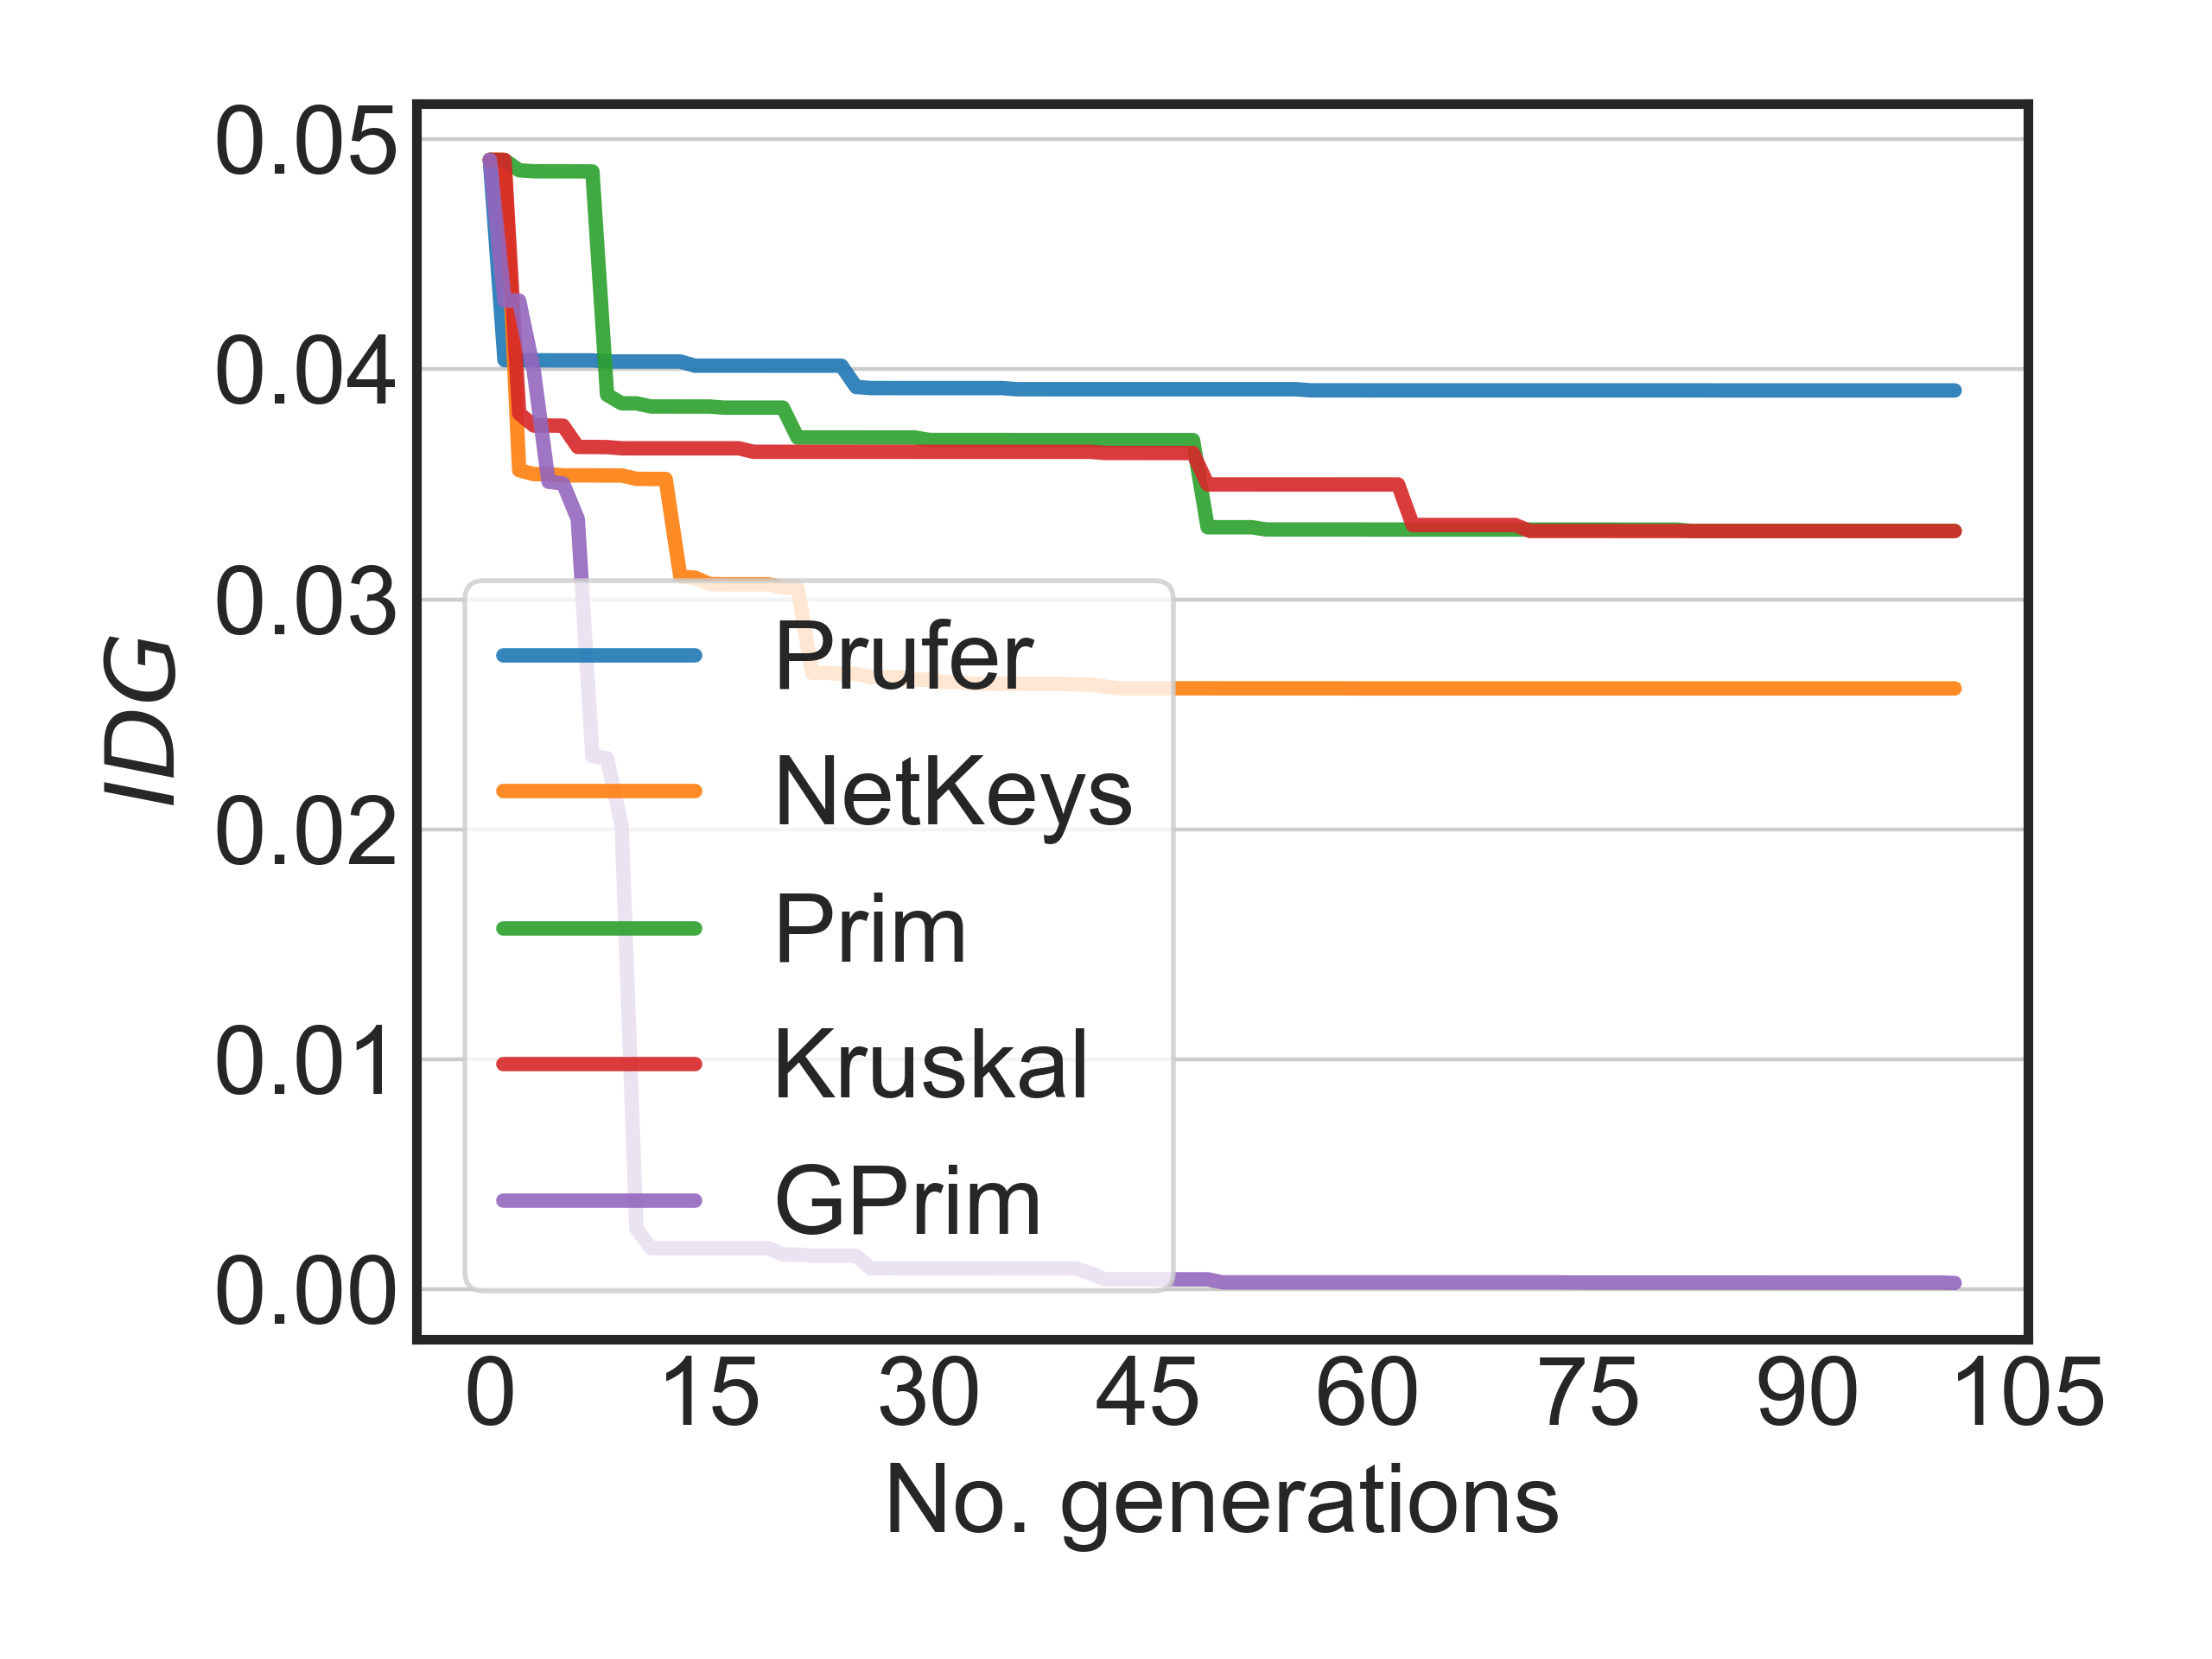 0.05
0.04
0.03
0.02
0.01
0.00
IDG
Prufer
NetKeys
Prim
Kruskal
GPrim
0 15 30 45 60 75 90 105
No. generations